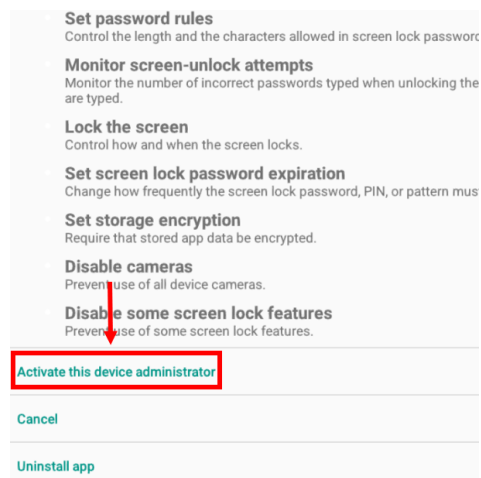 Set password rules
Control the length and the characters allowed in screen lock password
Monitor screen-unlock attempts
Monitor the number of incorrect passwords typed when unlocking the
are typed.
Lock the screen
Control how and when the screen locks.
Set screen lock password expiration
Change how frequently the screen lock password, PIN, or pattern mus
Set storage encryption
Require that stored app data be encrypted.
Disable cameras
Prevent use of all device cameras.
Disable some screen lock features
Prevent use of some screen lock features.
Activate this device administrator
Cancel
Uninstall app